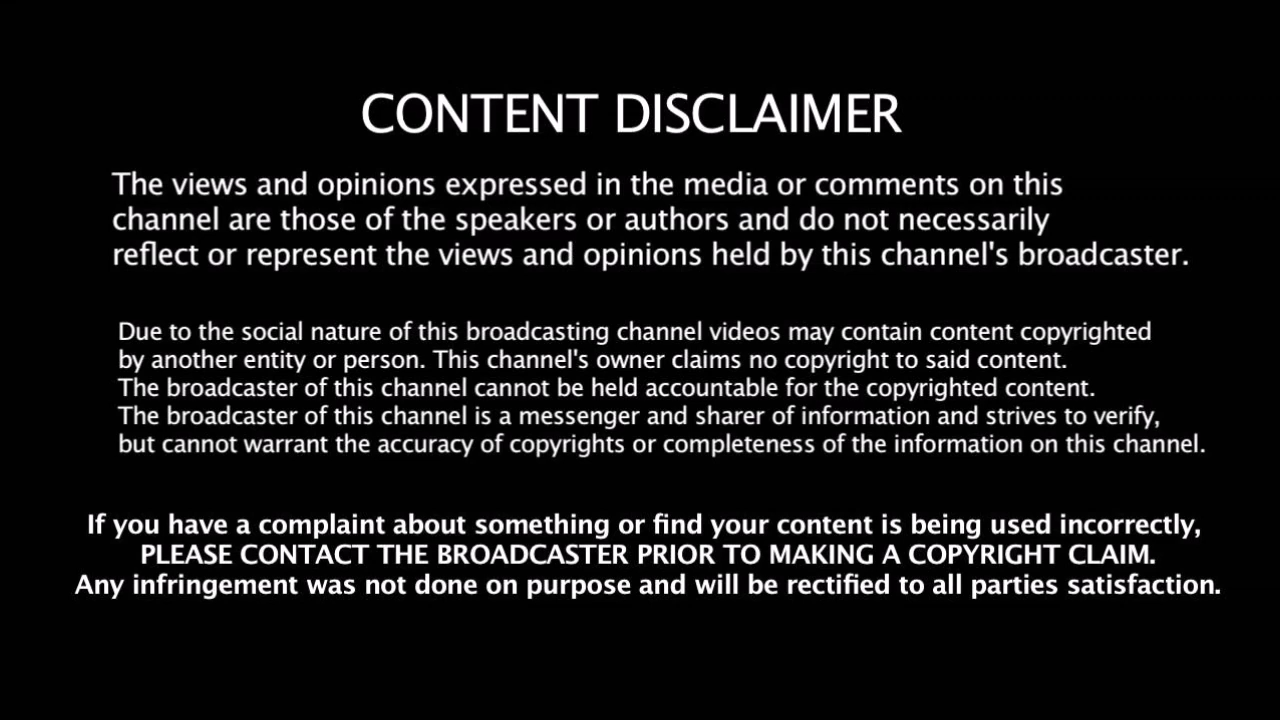 CONTENT DISCLAIMER
The views and opinions expressed in the media or comments on this
channel are those of the speakers or authors and do not necessarily
reflect or represent the views and opinions held by this channel's broadcaster.
Due to the social nature of this broadcasting channel videos may contain content copyrighted
by another entity or person. This channel's owner claims no copyright to said content.
The broadcaster of this channel cannot be held accountable for the copyrighted content.
The broadcaster of this channel is a messenger and sharer of information and strives to verify,
but cannot warrant the accuracy of copyrights or completeness of the information on this channel.
If you have a complaint about something or find your content is being used incorrectly,
PLEASE CONTACT THE BROADCASTER PRIOR TO MAKING A COPYRIGHT CLAIM.
Any infringement was not done on purpose and will be rectified to all parties satisfaction.